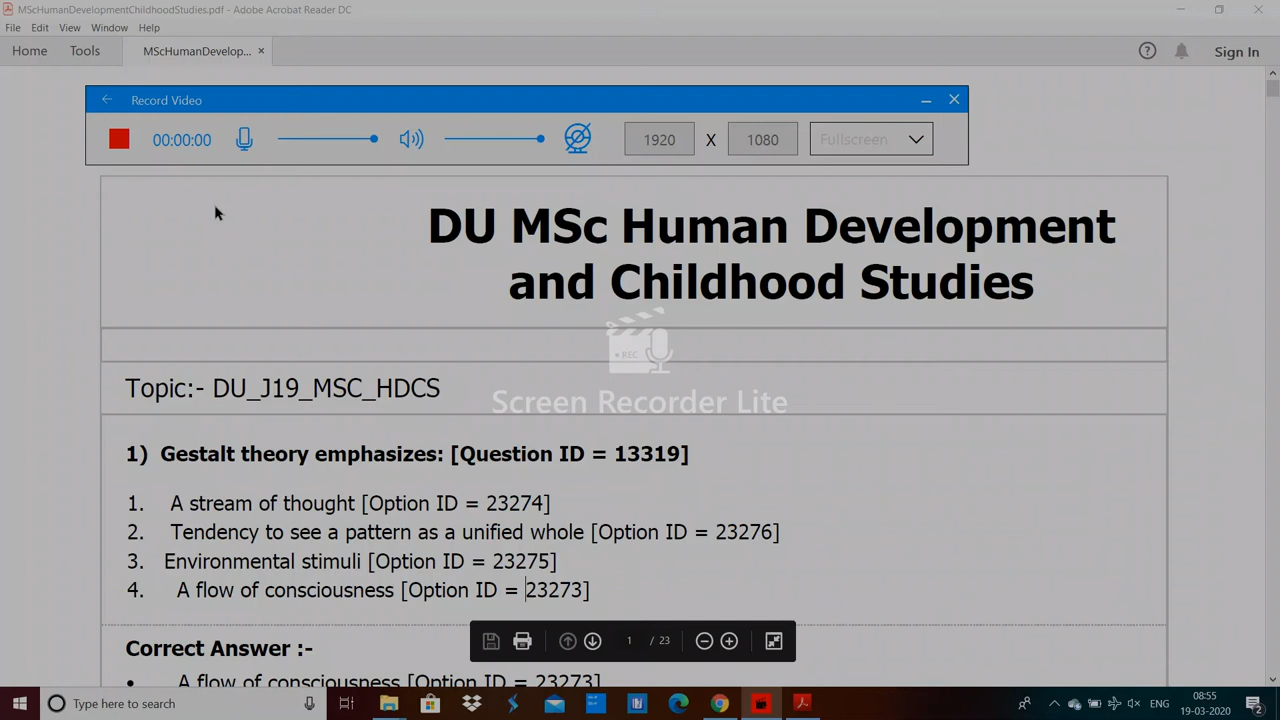 MScHumanDevelopmentChildhoodStudies.pdf - Adobe Acrobat Reader DC
File Edit View Window Help
Home Tools MScHumanDevelop... × Sign In
Record Video
00:00:00 1920 X 1080 Fullscreen
DU MSc Human Development
and Childhood Studies
REC
Screen Recorder Lite
Topic:- DU_J19_MSC_HDCS
1) Gestalt theory emphasizes: [Question ID = 13319]
1. A stream of thought [Option ID = 23274]
2. Tendency to see a pattern as a unified whole [Option ID = 23276]
3. Environmental stimuli [Option ID = 23275]
4. A flow of consciousness [Option ID = 23273]
1 / 23
Correct Answer :-
• A flow of consciousness [Option ID = 23273]
Type here to search ENG 08:55
19-03-2020 2